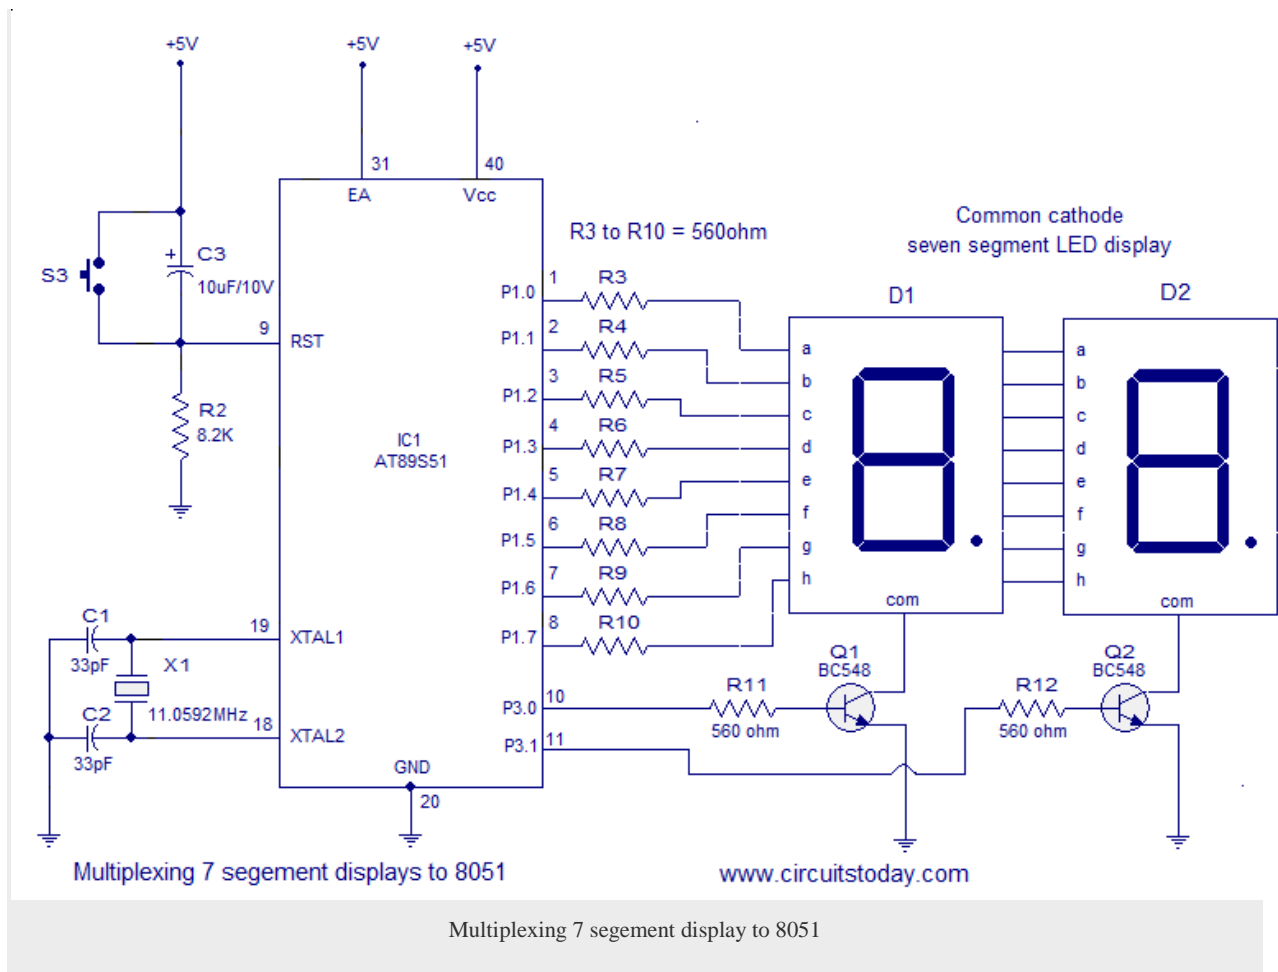 +5V
+5V
+5V
31
40
EA
Vcc
Common cathode
seven segment LED display
R3 to R10 = 560ohm
S3
+
C3
10uF/10V
D1
D2
9
RST
R2
8.2K
IC1
AT89S51
P1.0
1
R3
P1.1
2
R4
P1.2
3
R5
P1.3
4
R6
P1.4
5
R7
P1.5
6
R8
P1.6
7
R9
P1.7
8
R10
a
b
c
d
e
f
g
h
com
a
b
c
d
e
f
g
h
com
C1
33pF
19
XTAL1
X1
11.0592MHz
C2
33pF
18
XTAL2
P3.0
10
R11
560 ohm
Q1
BC548
P3.1
11
R12
560 ohm
Q2
BC548
GND
20
Multiplexing 7 segement displays to 8051
www.circuitstoday.com
Multiplexing 7 segement display to 8051